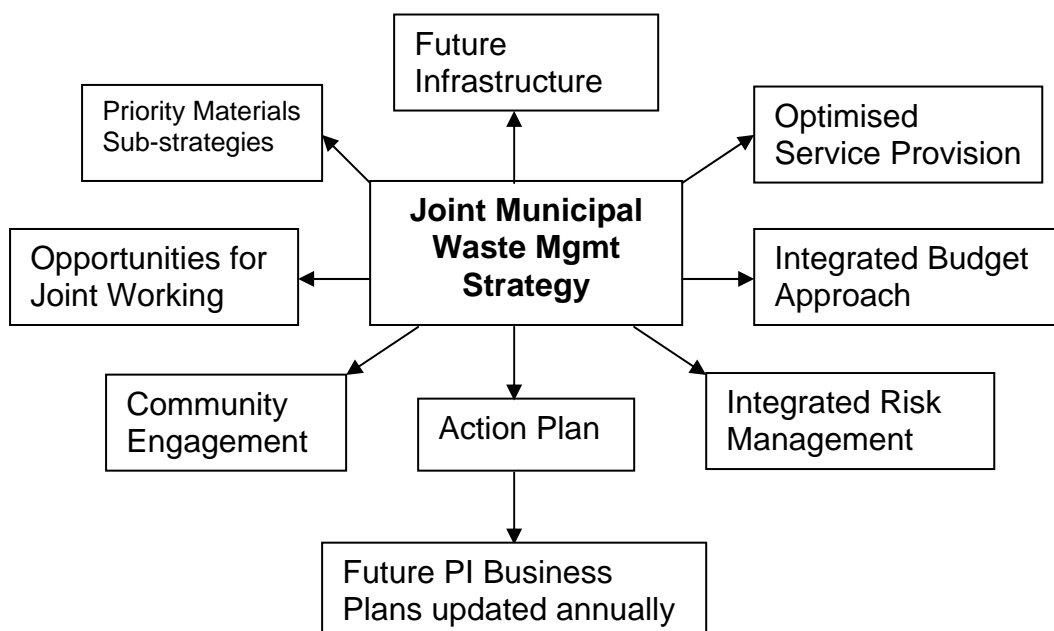 Future
Infrastructure
Priority Materials
Sub-strategies
Optimised
Service Provision
Joint Municipal
Waste Mgmt
Strategy
Opportunities for
Joint Working
Integrated Budget
Approach
Community
Engagement
Action Plan
Integrated Risk
Management
Future PI Business
Plans updated annually